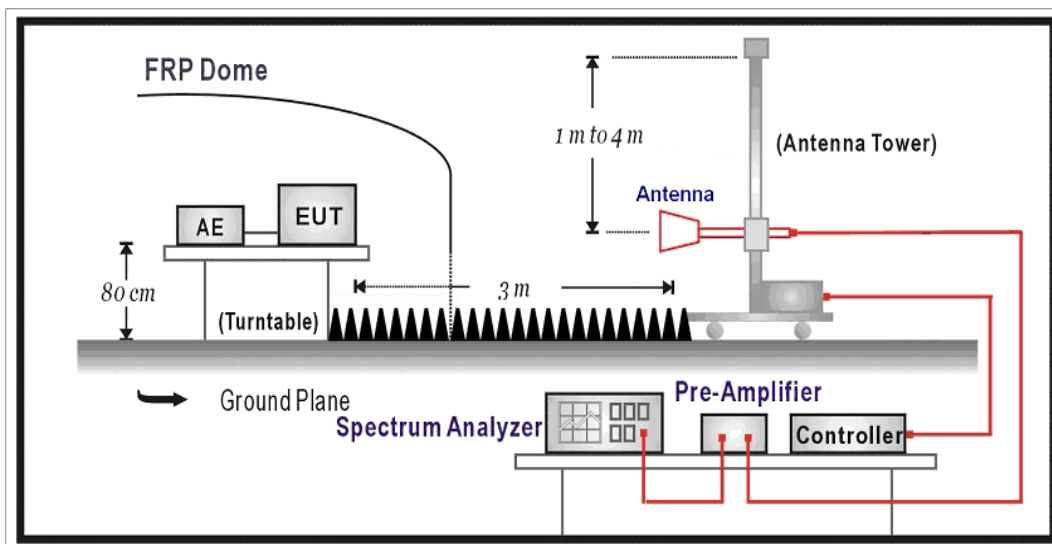 FRP Dome
1 m to 4 m
(Antenna Tower)
Antenna
AE
EUT
80 cm
3 m
(Turntable)
Ground Plane
Pre-Amplifier
Spectrum Analyzer
Controller